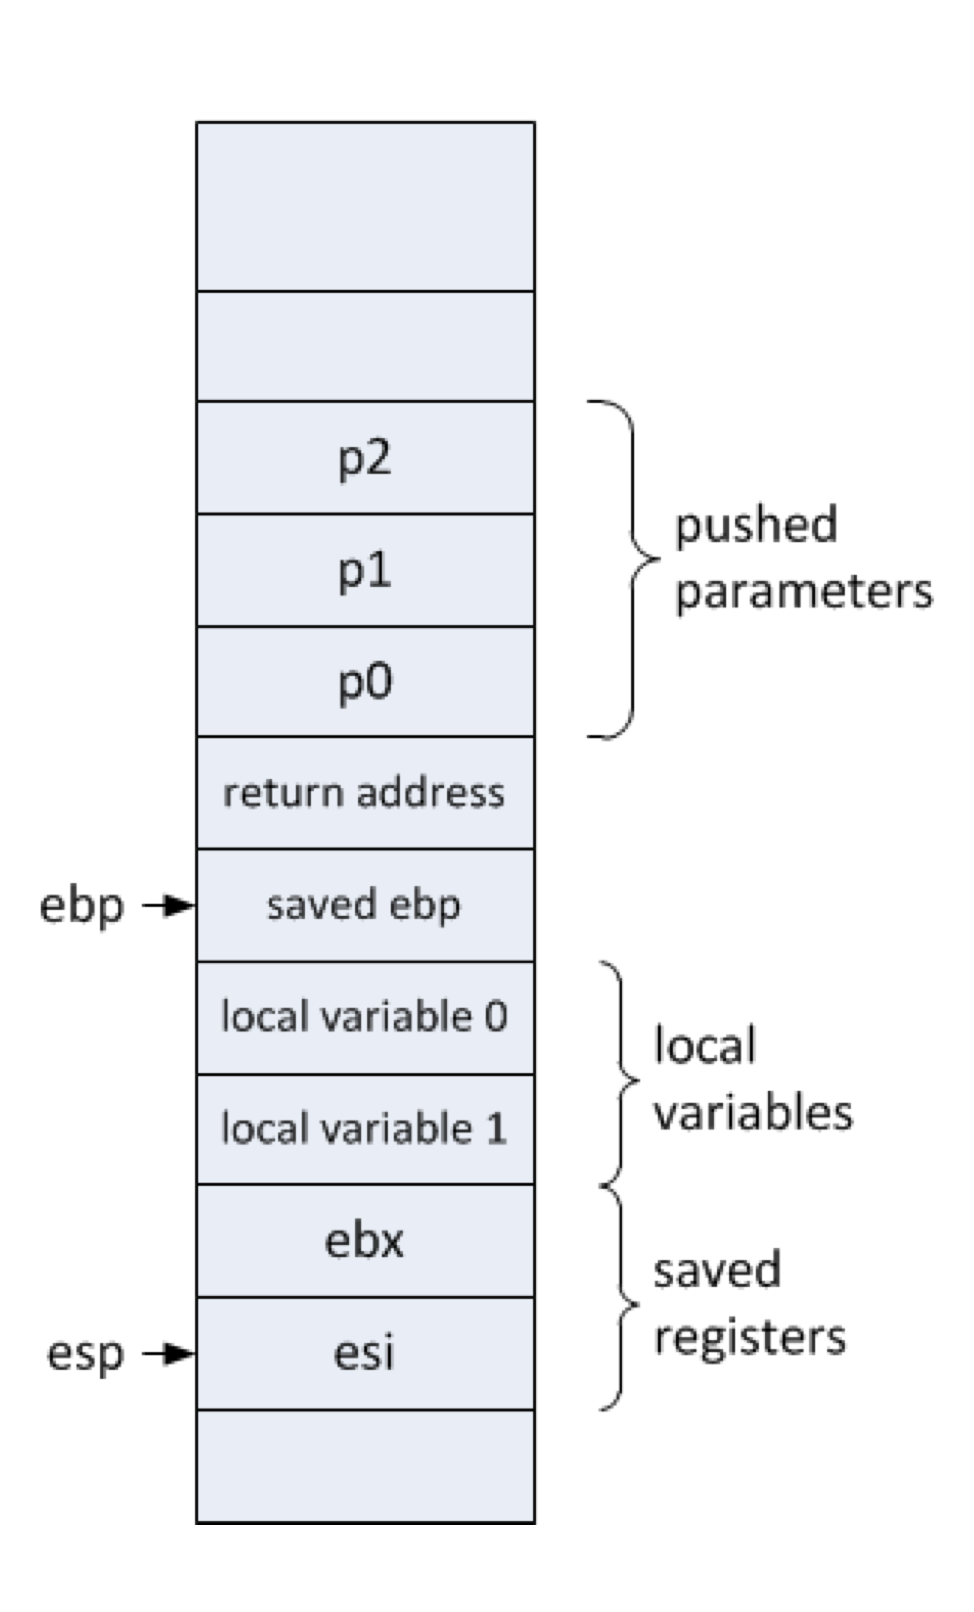 p2
p1
p0
pushed
parameters
return address
ebp
saved ebp
local variable 0
local variable 1
local
variables
ebx
esp
esi
saved
registers